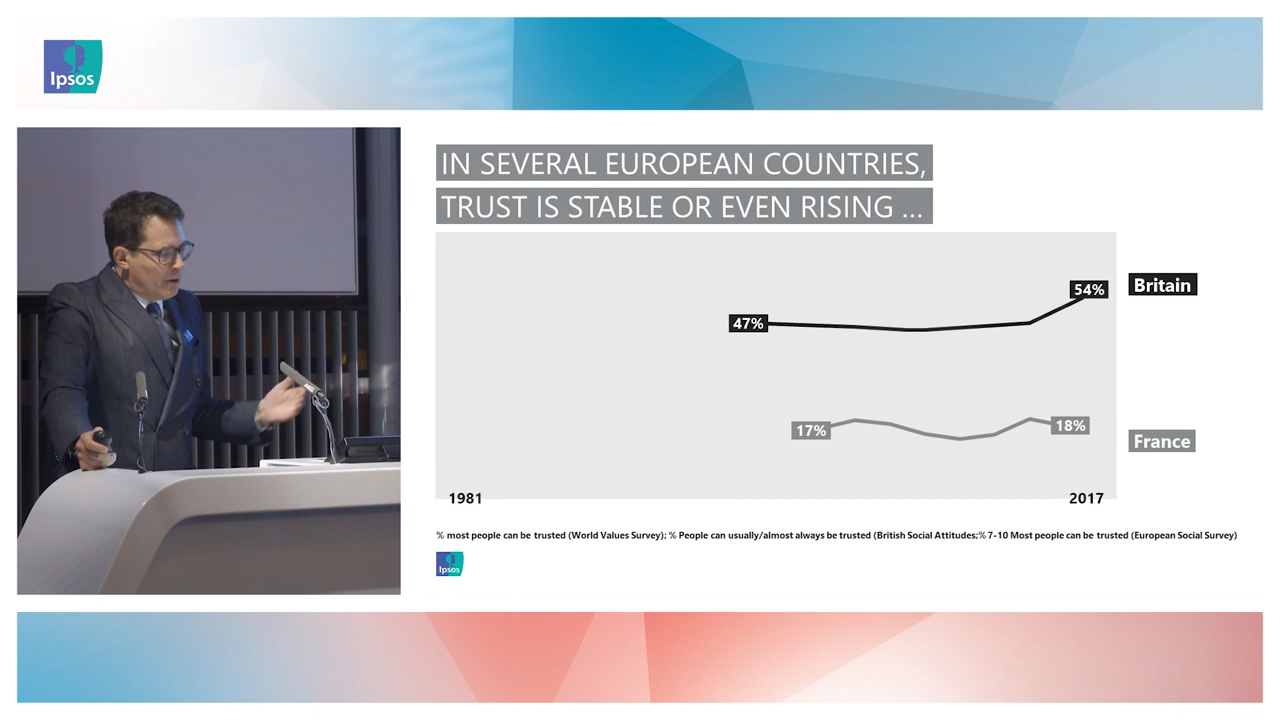 Ipsos
IN SEVERAL EUROPEAN COUNTRIES,
TRUST IS STABLE OR EVEN RISING ...
54%
Britain
47%
17%
18%
France
1981
2017
% most people can be trusted (World Values Survey); % People can usually/almost always be trusted (British Social Attitudes;% 7-10 Most people can be trusted (European Social Survey)
Ipsos